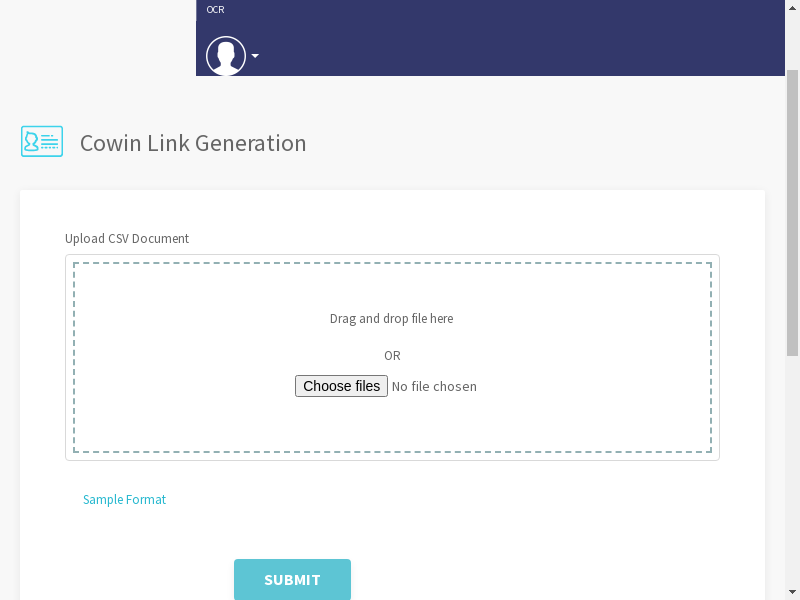 OCR
Cowin Link Generation
Upload CSV Document
Drag and drop file here
OR
Choose files No file chosen
Sample Format
SUBMIT